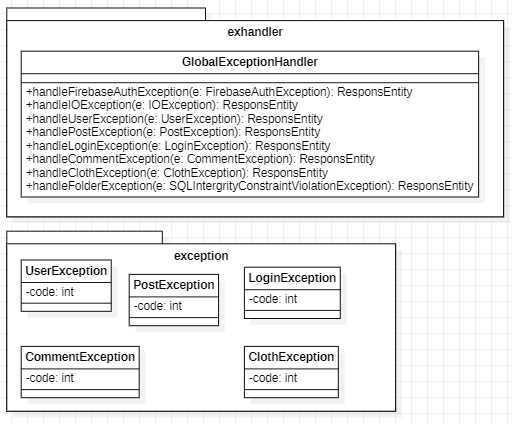 exhandler
GlobalExceptionHandler
+handleFirebaseAuthException(e: FirebaseAuthException): ResponsEntity
+handleIOException(e: IOException): ResponsEntity
+handleUserException(e: UserException): ResponsEntity
+handlePostException(e: PostException): ResponsEntity
+handleLoginException(e: LoginException): ResponsEntity
+handleCommentException(e: CommentException): ResponsEntity
+handleClothException(e: ClothException): ResponsEntity
+handleFolderException(e: SQLIntergrityConstraintViolationException): ResponsEntity
exception
UserException
-code: int
PostException
-code: int
LoginException
-code: int
CommentException
-code: int
ClothException
-code: int